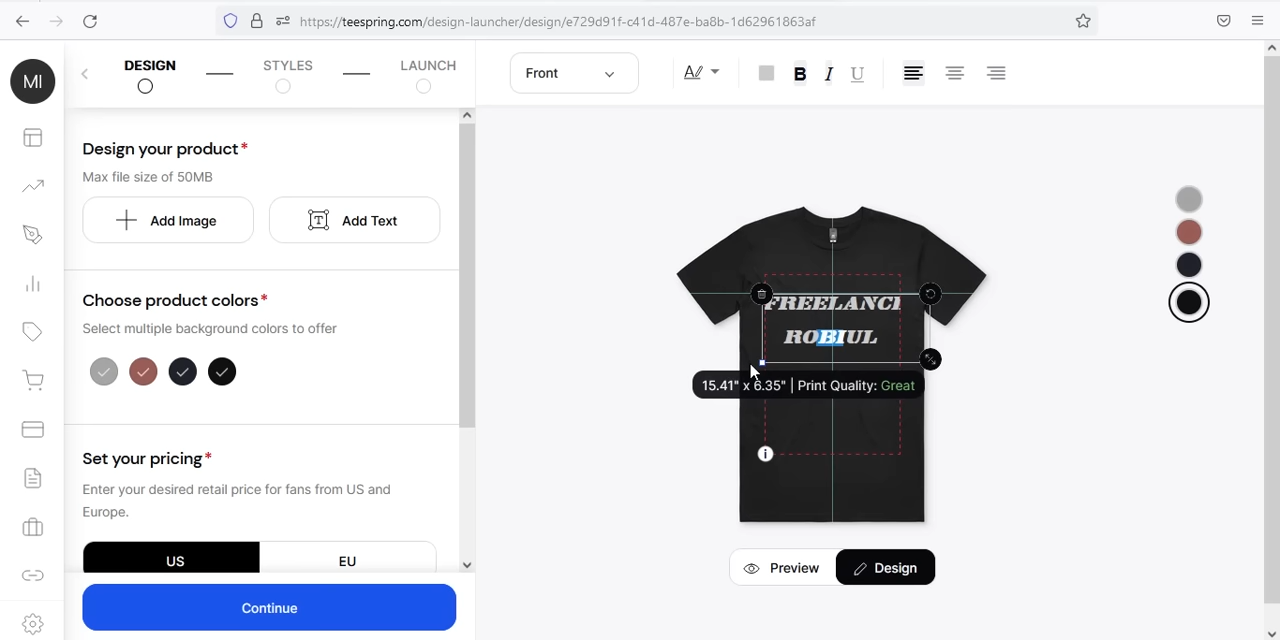 https://teespring.com/design-launcher/design/e729d91f-c41d-487e-ba8b-1d62961863af
MI
DESIGN
STYLES
LAUNCH
Front
B
I
U
Design your product*
Max file size of 50MB
Add Image
Add Text
Choose product colors*
Select multiple background colors to offer
Set your pricing*
Enter your desired retail price for fans from US and
Europe.
US
EU
Continue
FREELANCE
ROBIUL
15.41" x 6.35" | Print Quality: Great
Preview
Design